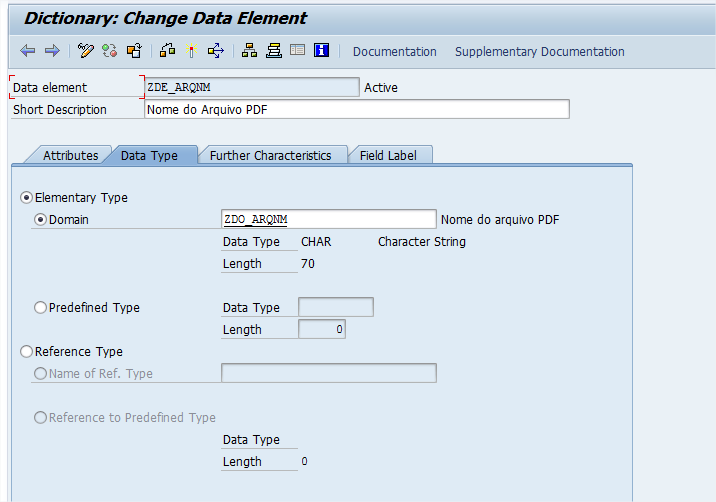 Dictionary: Change Data Element
Documentation Supplementary Documentation
Data element ZDE_ARQNM Active
Short Description Nome do Arquivo PDF
Attributes Data Type Further Characteristics Field Label
Elementary Type
Domain ZDO_ARQNM Nome do arquivo PDF
Data Type CHAR Character String
Length 70
Predefined Type Data Type
Length 0
Reference Type
Name of Ref. Type
Reference to Predefined Type
Data Type
Length 0